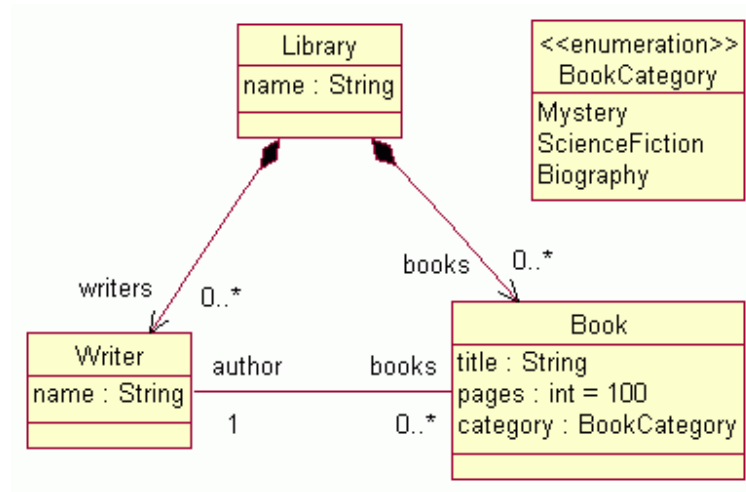 Library
name : String
<<enumeration>>
BookCategory
Mystery
ScienceFiction
Biography
writers
0..*
books
0..*
Writer
name : String
author
1
books
0..*
Book
title : String
pages : int = 100
category : BookCategory